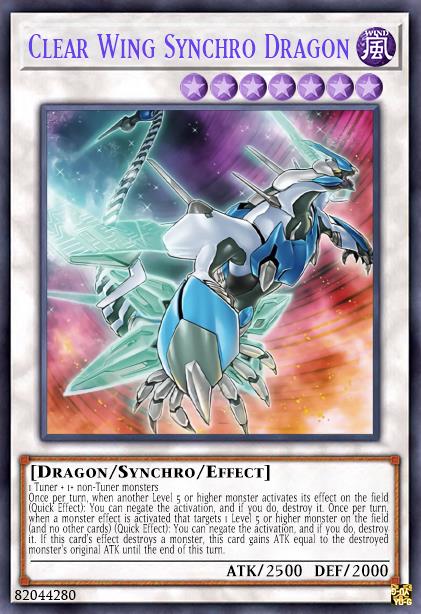 CLEAR WING SYNCHRO DRAGON
WIND
風
[DRAGON/SYNCHRO/EFFECT]
1 Tuner + 1+ non-Tuner monsters
Once per turn, when another Level 5 or higher monster activates its effect on the field
(Quick Effect): You can negate the activation, and if you do, destroy it. Once per turn,
when a monster effect is activated that targets 1 Level 5 or higher monster on the field
(and no other cards) (Quick Effect): You can negate the activation, and if you do, destroy
it. If this card's effect destroys a monster, this card gains ATK equal to the destroyed
monster's original ATK until the end of this turn.
ATK/2500 DEF/2000
82044280